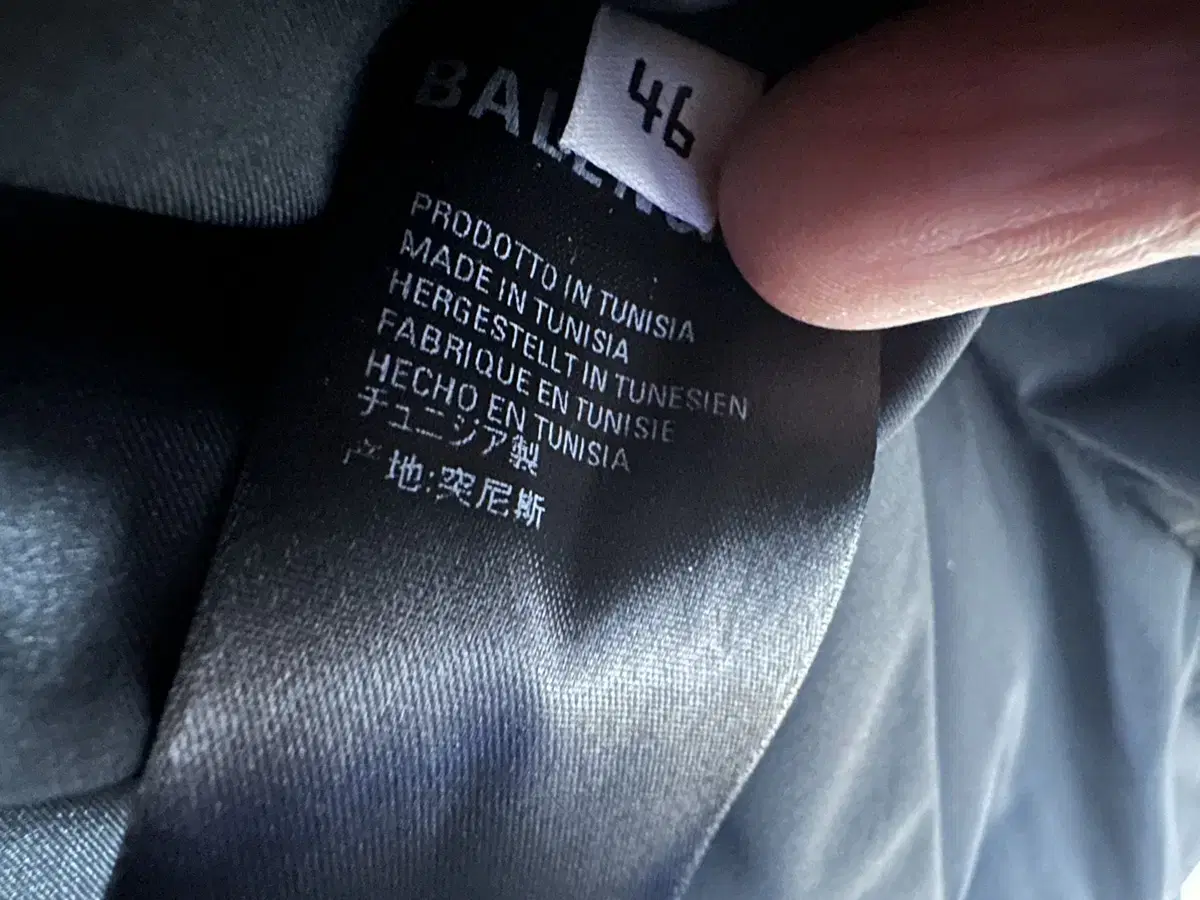 46
BALENC
PRODOTTO IN TUNISIA
MADE IN TUNISIA
HERGESTELLT IN TUNESIEN
FABRIQUE EN TUNISIE
HECHO EN TUNISIA
チュニジア製
产地:突尼斯